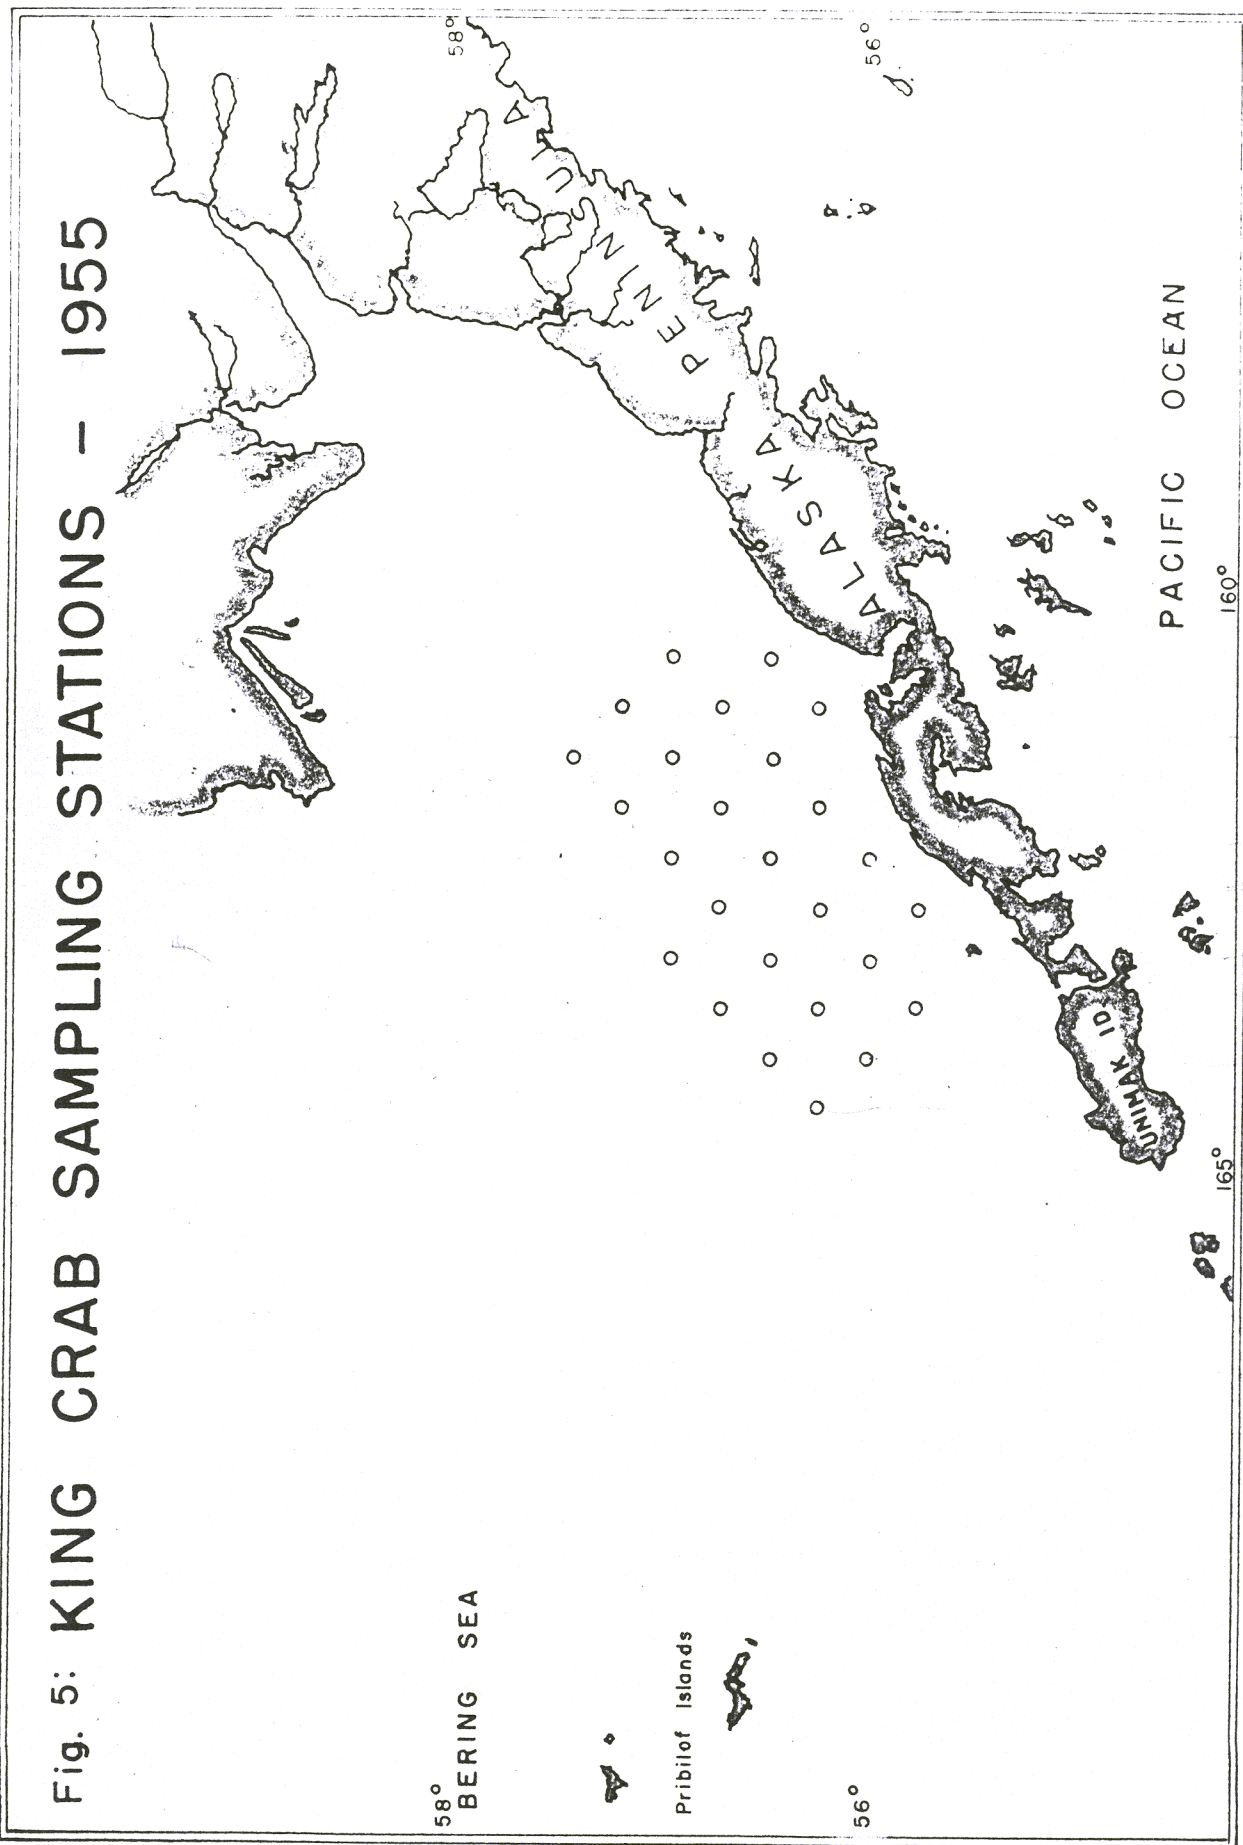 Fig. 5: KING CRAB SAMPLING STATIONS – 1955
58°
58°
BERING SEA
Pribilof Islands
56°
56°
ALASKA PENINSULA
UNIMAK ID.
PACIFIC OCEAN
165°
160°